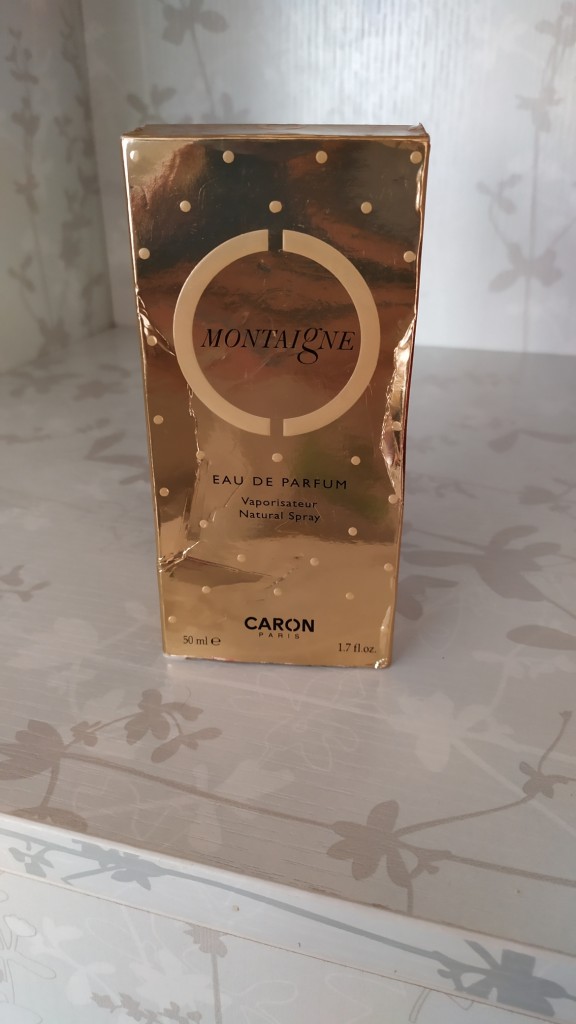 MONTAIGNE
EAU DE PARFUM
Vaporisateur
Natural Spray
CARON
PARIS
50 ml ℮
1.7 fl.oz.